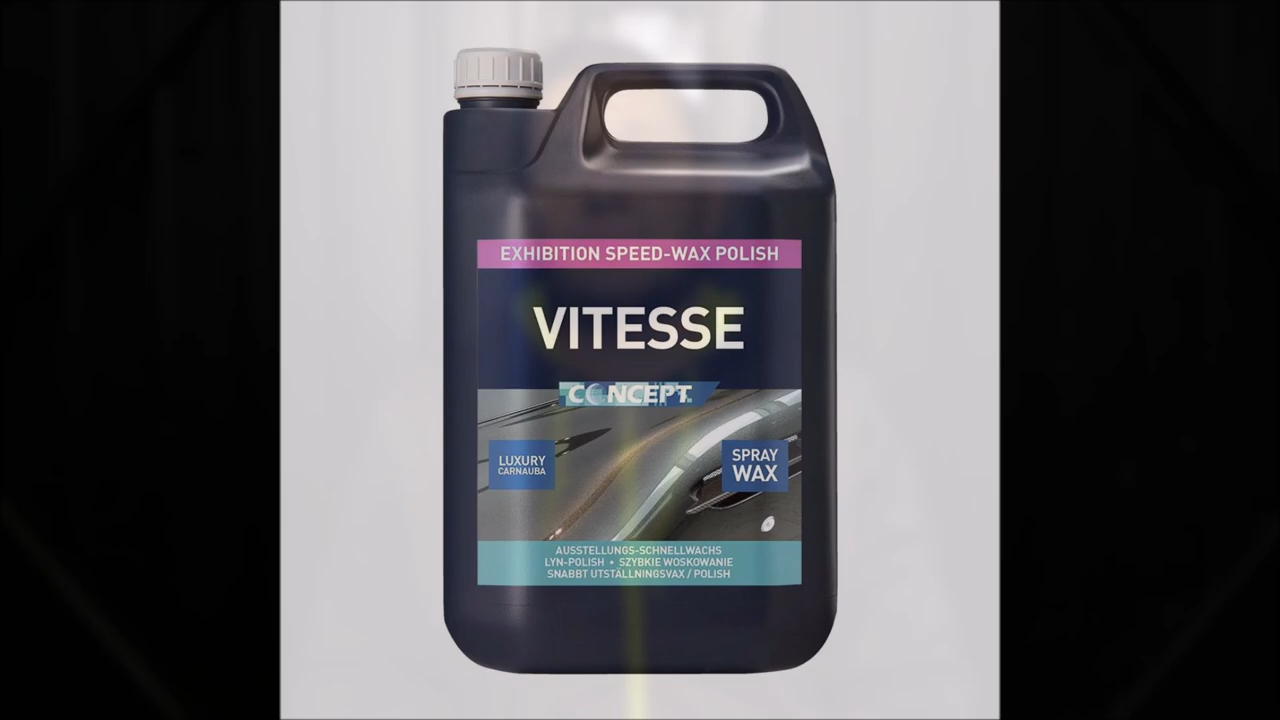 EXHIBITION SPEED-WAX POLISH
VITESSE
CONCEPT
LUXURY
CARNAUBA
SPRAY
WAX
AUSSTELLUNGS-SCHNELLWACHS
LYN-POLISH • SZYBKIE WOSKOWANIE
SNABBT UTSTÄLLNINGSVAX / POLISH